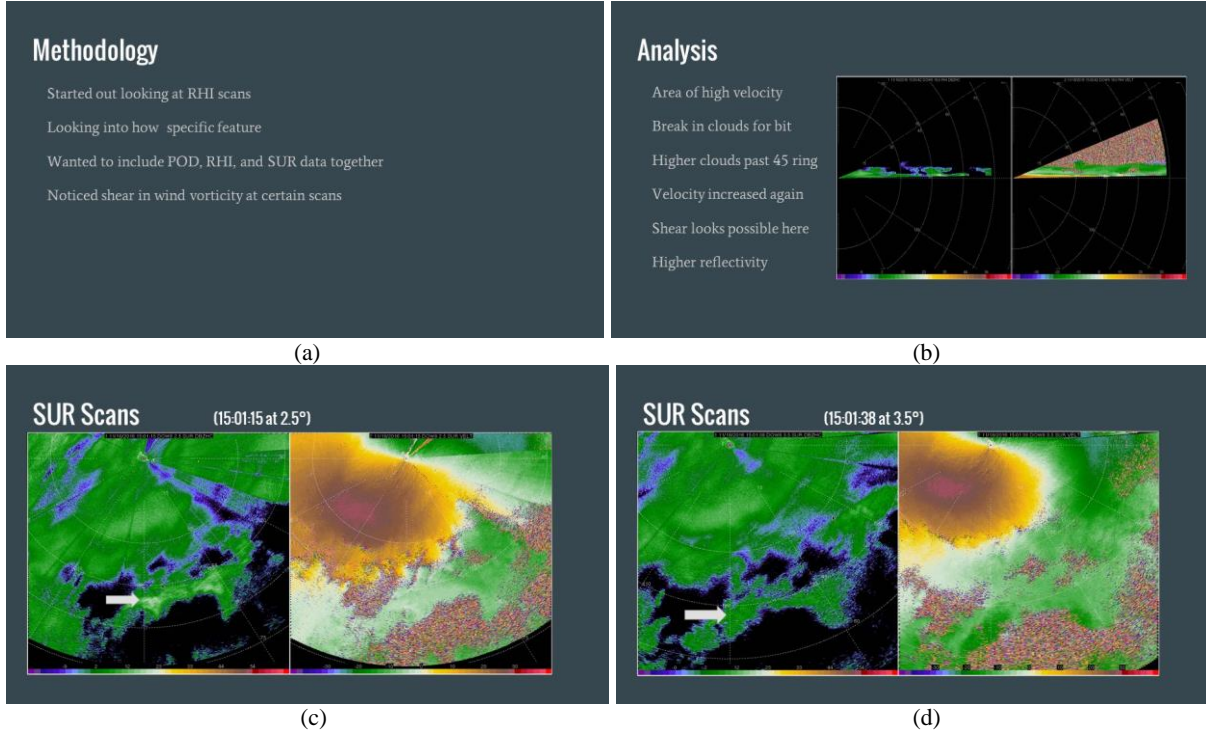 Methodology
Started out looking at RHI scans
Looking into how specific feature
Wanted to include POD, RHI, and SUR data together
Noticed shear in wind vorticity at certain scans
(a)
Analysis
Area of high velocity
Break in clouds for bit
Higher clouds past 45 ring
Velocity increased again
Shear looks possible here
Higher reflectivity
(b)
SUR Scans (15:01:15 at 2.5°)
(c)
SUR Scans (15:01:38 at 3.5°)
(d)